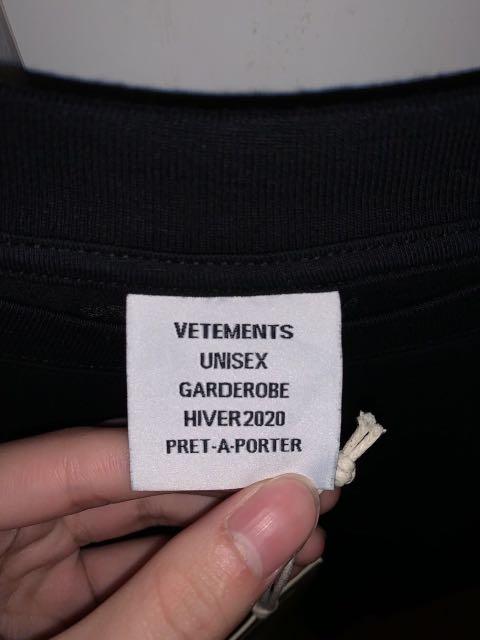 VETEMENTS
UNISEX
GARDEROBE
HIVER 2020
PRET-A-PORTER